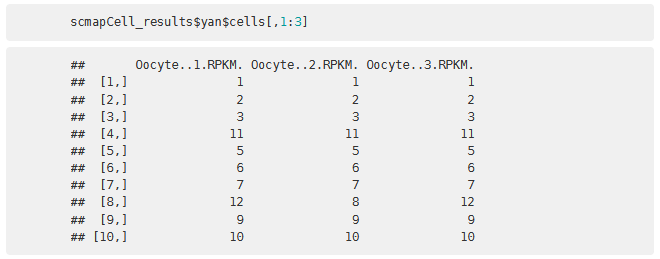 scmapCell_results$yan$cells[,1:3]
##       Oocyte..1.RPKM. Oocyte..2.RPKM. Oocyte..3.RPKM.
##  [1,]               1               1               1
##  [2,]               2               2               2
##  [3,]               3               3               3
##  [4,]              11              11              11
##  [5,]               5               5               5
##  [6,]               6               6               6
##  [7,]               7               7               7
##  [8,]              12               8              12
##  [9,]               9               9               9
## [10,]              10              10              10